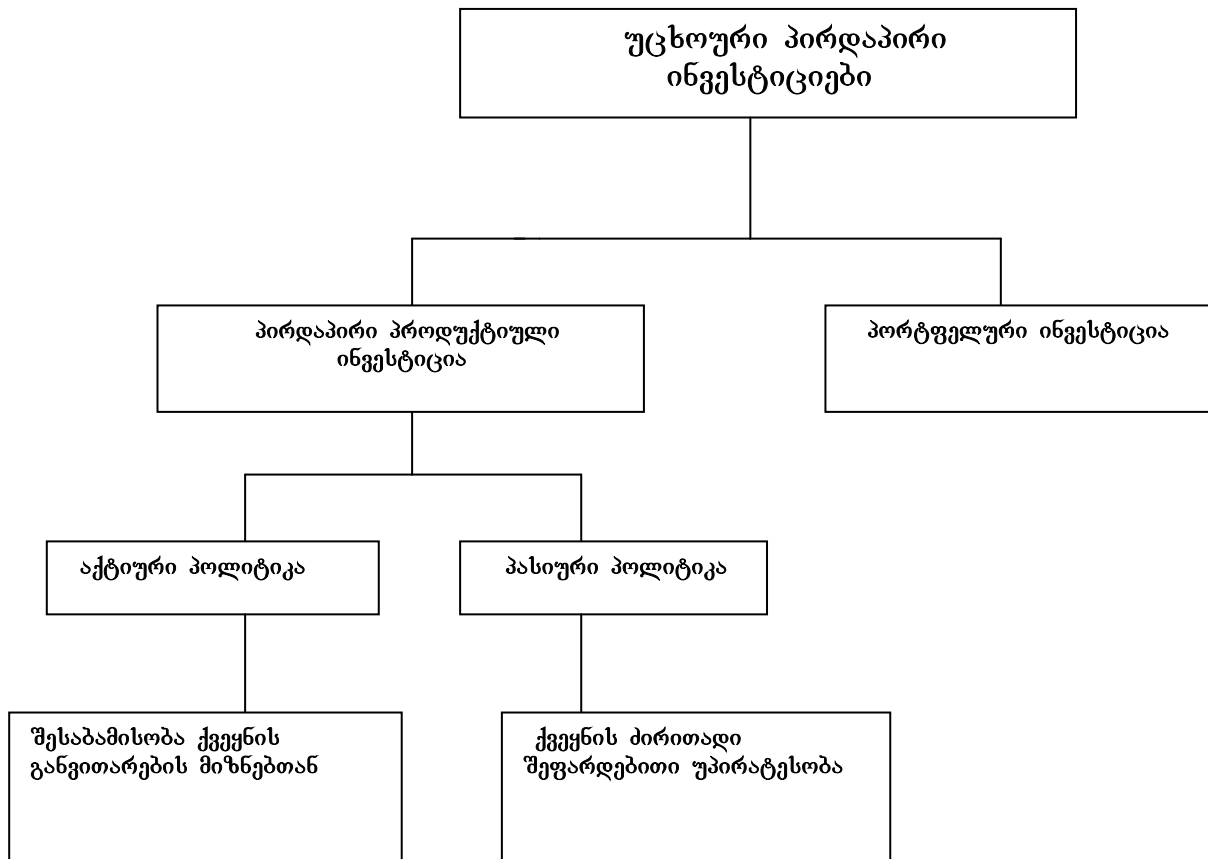 უცხოური პირდაპირი
ინვესტიციები
პირდაპირი პროდუქტიული
ინვესტიცია
პორტფელური ინვესტიცია
აქტიური პოლიტიკა
პასიური პოლიტიკა
შესაბამისობა ქვეყნის
განვითარების მიზნებთან
ქვეყნის ძირითადი
შეფარდებითი უპირატესობა